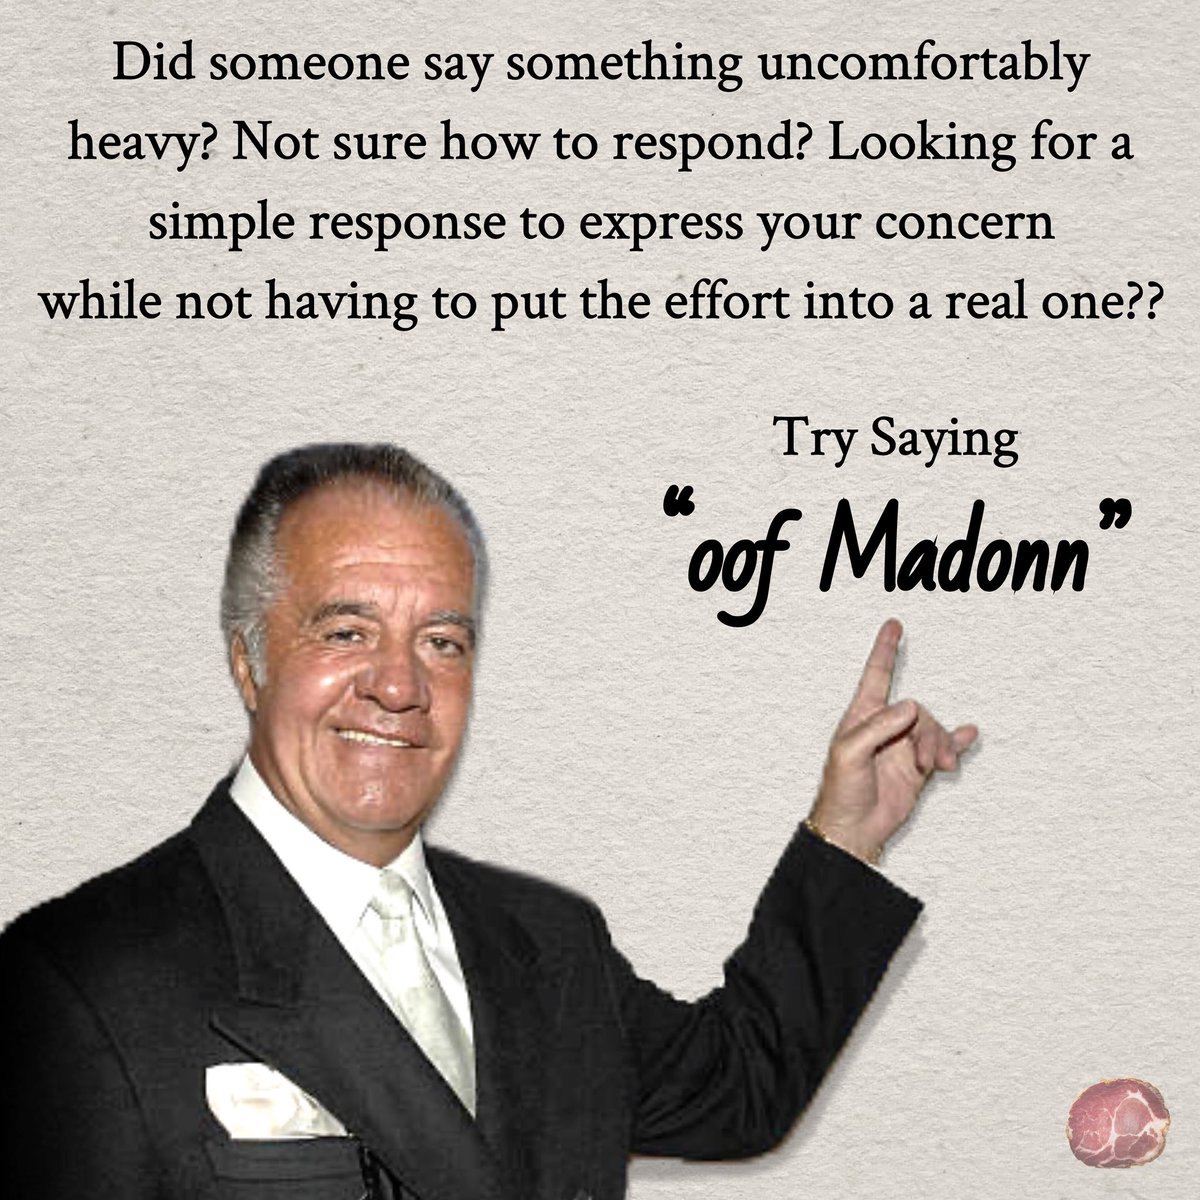 Did someone say something uncomfortably
heavy? Not sure how to respond? Looking for a
simple response to express your concern
while not having to put the effort into a real one??
Try Saying
“oof Madonn”